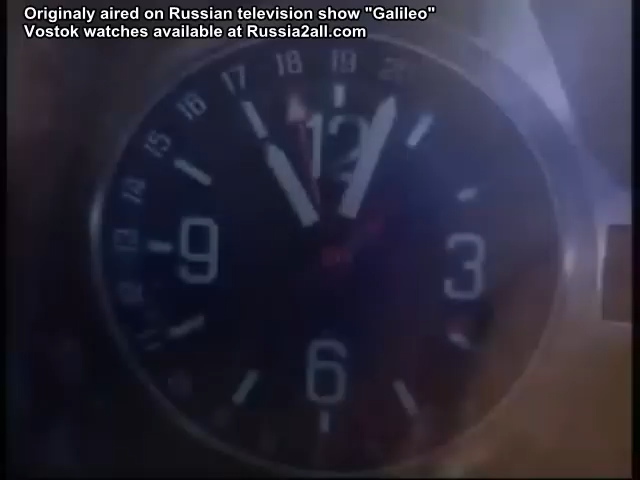 Originaly aired on Russian television show "Galileo"
Vostok watches available at Russia2all.com
17 18 19 20
16
15
14
13
12
9
3
6